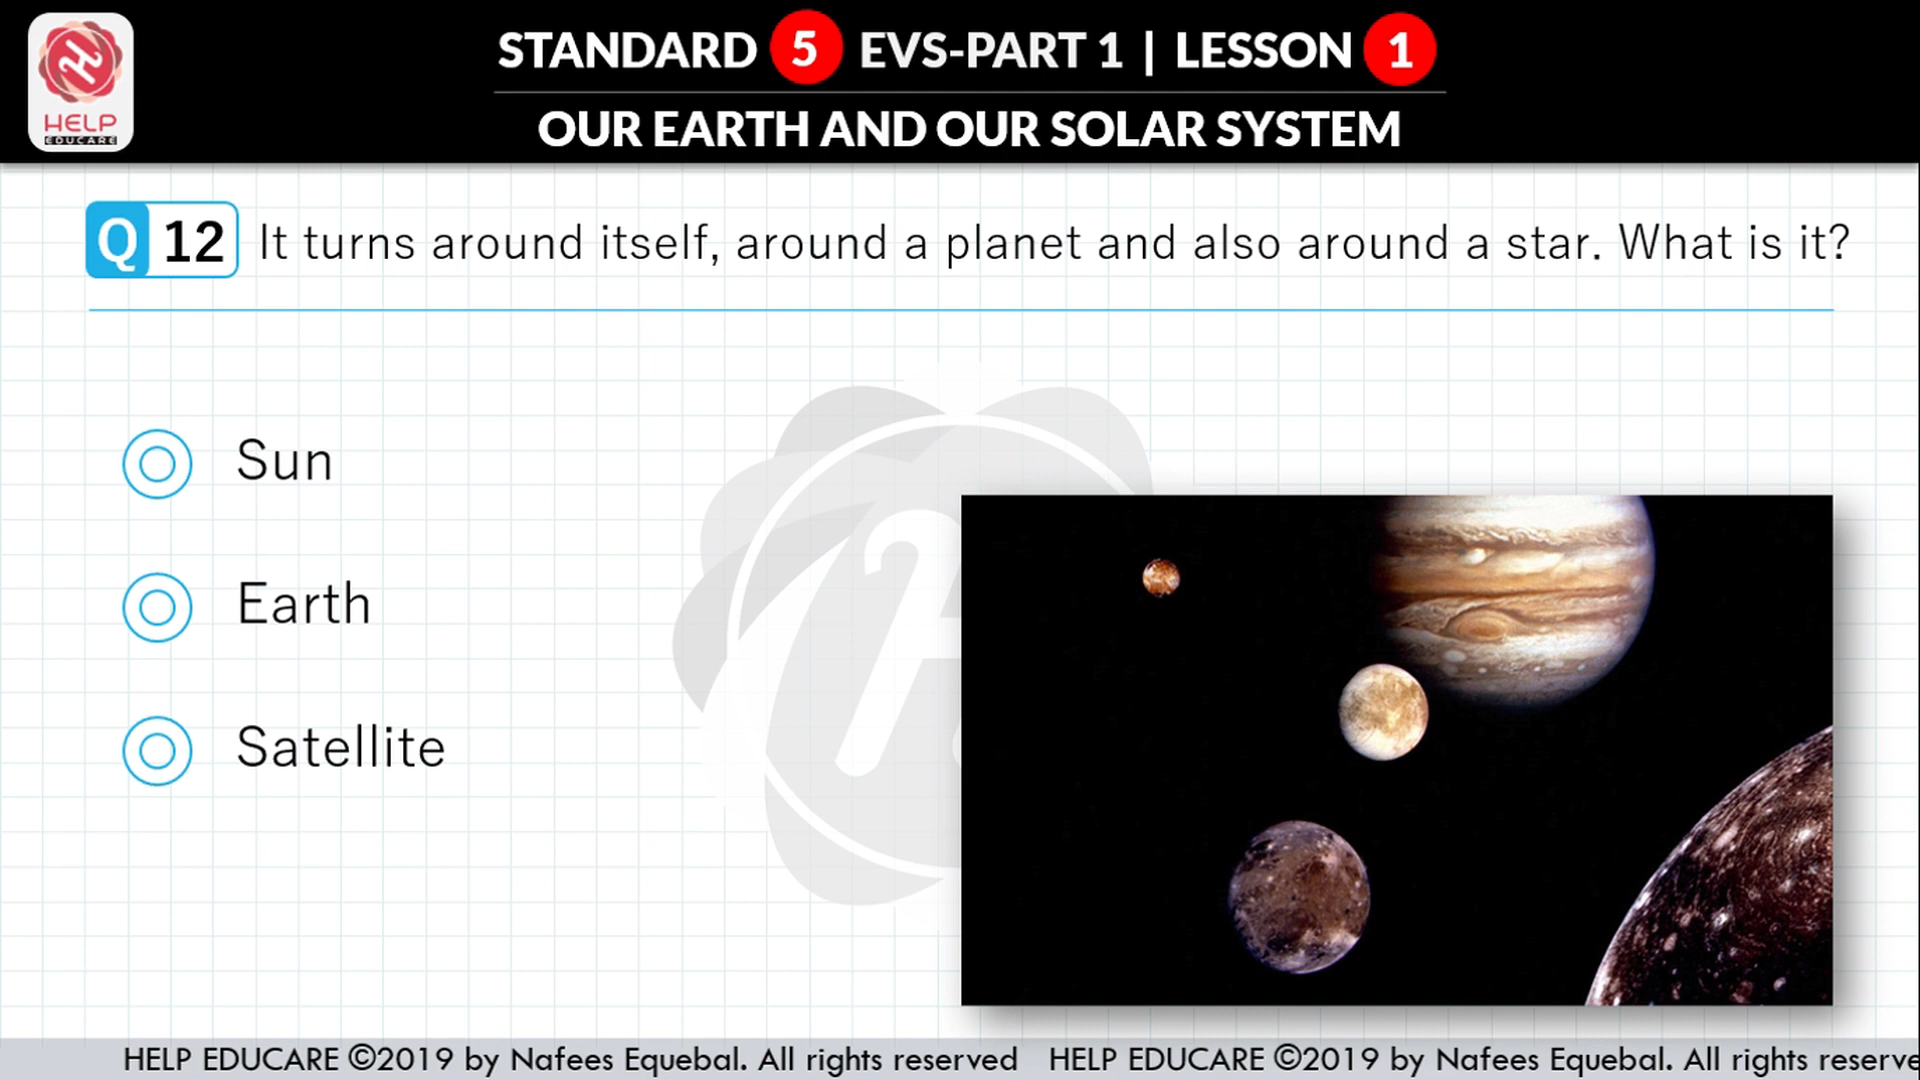 HELP
EDUCARE
STANDARD 5 EVS-PART 1 | LESSON 1
OUR EARTH AND OUR SOLAR SYSTEM
Q 12 It turns around itself, around a planet and also around a star. What is it?
Sun
Earth
Satellite
HELP EDUCARE ©2019 by Nafees Equebal. All rights reserved HELP EDUCARE ©2019 by Nafees Equebal. All rights reserve